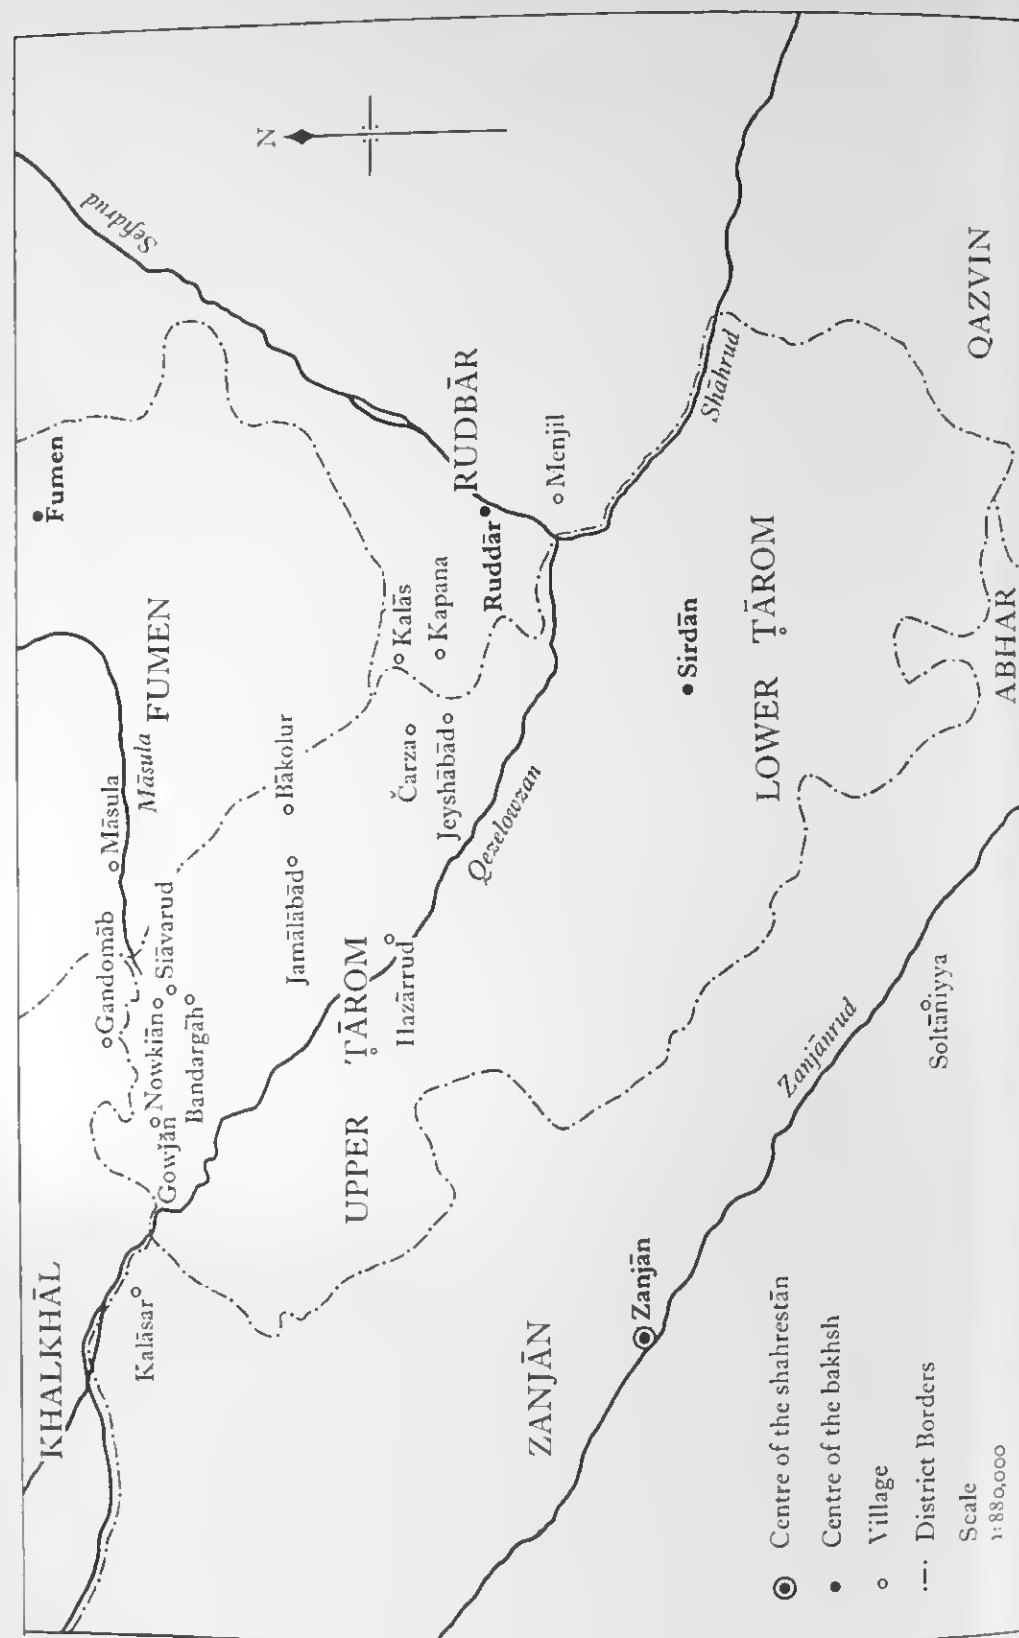 N
Sefidrud
Fumen
FUMEN
Māsula
Māsula
RUDBĀR
Ruddār
Menjil
Shāhrud
QAZVIN
Kalās
Kapana
Bākolur
Čarza
Jeyshābād
Jamālābād
Qezelowzan
Sirdān
LOWER ṬĀROM
ABHAR
Gandomāb
Siāvarud
Nowkiān
Bandargāh
Gowjǎn
Hazārrud
UPPER ṬĀROM
KHALKHĀL
Kalāsar
Zanjānrud
Soltāniyya
Zanjān
ZANJĀN
Centre of the shahrestān
Centre of the bakhsh
Village
District Borders
Scale
1:880,000